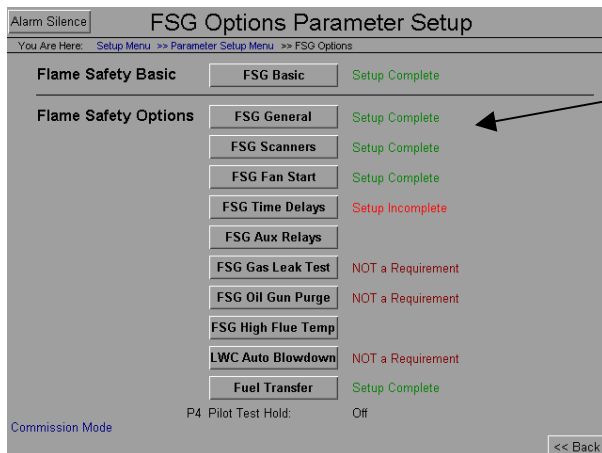 Alarm Silence
FSG Options Parameter Setup
You Are Here: Setup Menu >> Parameter Setup Menu >> FSG Options
Flame Safety Basic FSG Basic Setup Complete
Flame Safety Options FSG General Setup Complete
FSG Scanners Setup Complete
FSG Fan Start Setup Complete
FSG Time Delays Setup Incomplete
FSG Aux Relays
FSG Gas Leak Test NOT a Requirement
FSG Oil Gun Purge NOT a Requirement
FSG High Flue Temp
LWC Auto Blowdown NOT a Requirement
Fuel Transfer Setup Complete
P4 Pilot Test Hold: Off
Commission Mode
<< Back